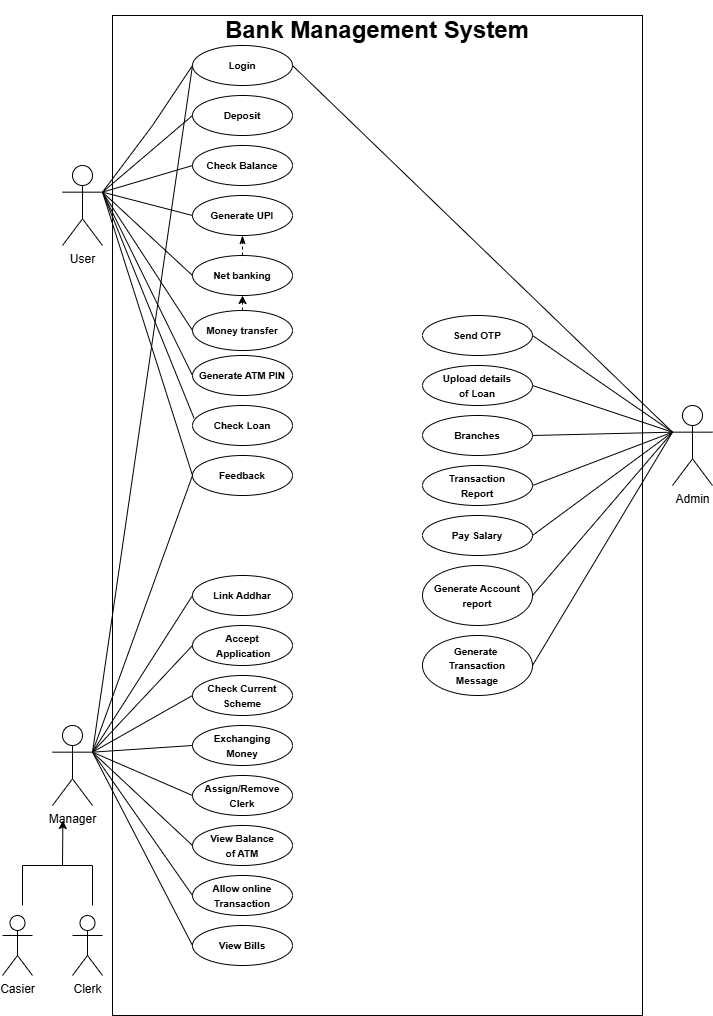 Bank Management System
Login
Deposit
Check Balance
Generate UPI
User
Net banking
Money transfer
Generate ATM PIN
Check Loan
Feedback
Send OTP
Upload details
of Loan
Branches
Transaction
Report
Pay Salary
Generate Account
report
Generate
Transaction
Message
Admin
Link Addhar
Accept
Application
Check Current
Scheme
Exchanging
Money
Assign/Remove
Clerk
View Balance
of ATM
Allow online
Transaction
View Bills
Manager
Casier
Clerk